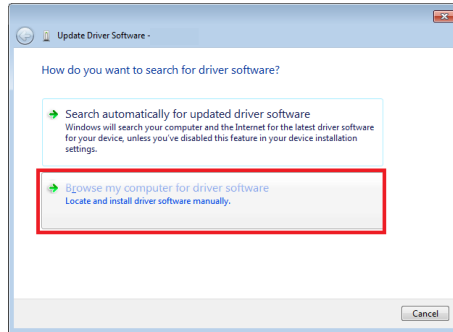 Update Driver Software -
How do you want to search for driver software?
Search automatically for updated driver software
Windows will search your computer and the Internet for the latest driver software
for your device, unless you've disabled this feature in your device installation
settings.
Browse my computer for driver software
Locate and install driver software manually.
Cancel